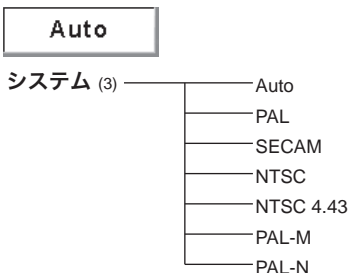 Auto
システム (3)
Auto
PAL
SECAM
NTSC
NTSC 4.43
PAL-M
PAL-N